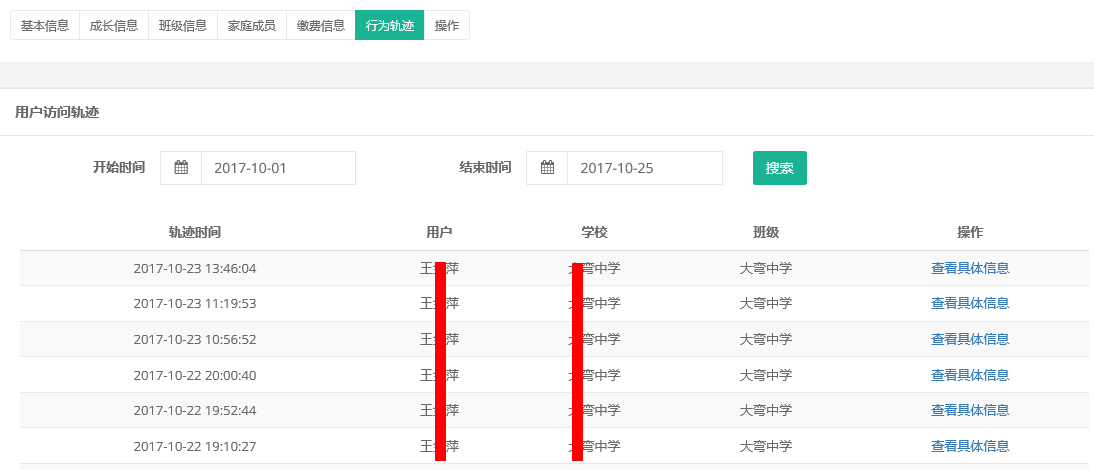 基本信息 成长信息 班级信息 家庭成员 缴费信息 行为轨迹 操作
用户访问轨迹
开始时间 2017-10-01 结束时间 2017-10-25 搜索
轨迹时间 用户 学校 班级 操作
2017-10-23 13:46:04 王 萍 弯中学 大弯中学 查看具体信息
2017-10-23 11:19:53 王 萍 弯中学 大弯中学 查看具体信息
2017-10-23 10:56:52 王 萍 弯中学 大弯中学 查看具体信息
2017-10-22 20:00:40 王 萍 弯中学 大弯中学 查看具体信息
2017-10-22 19:52:44 王 萍 弯中学 大弯中学 查看具体信息
2017-10-22 19:10:27 王 萍 弯中学 大弯中学 查看具体信息